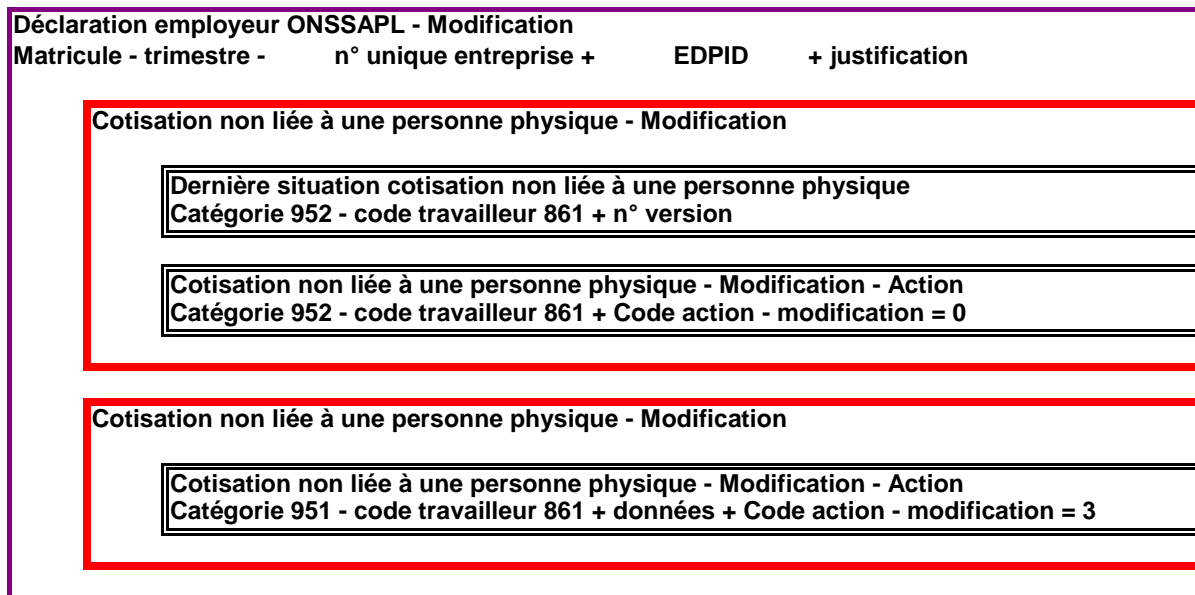 Déclaration employeur ONSSAPL - Modification
Matricule - trimestre - n° unique entreprise + EDPID + justification
Cotisation non liée à une personne physique - Modification
Dernière situation cotisation non liée à une personne physique
Catégorie 952 - code travailleur 861 + n° version
Cotisation non liée à une personne physique - Modification - Action
Catégorie 952 - code travailleur 861 + Code action - modification = 0
Cotisation non liée à une personne physique - Modification
Cotisation non liée à une personne physique - Modification - Action
Catégorie 951 - code travailleur 861 + données + Code action - modification = 3